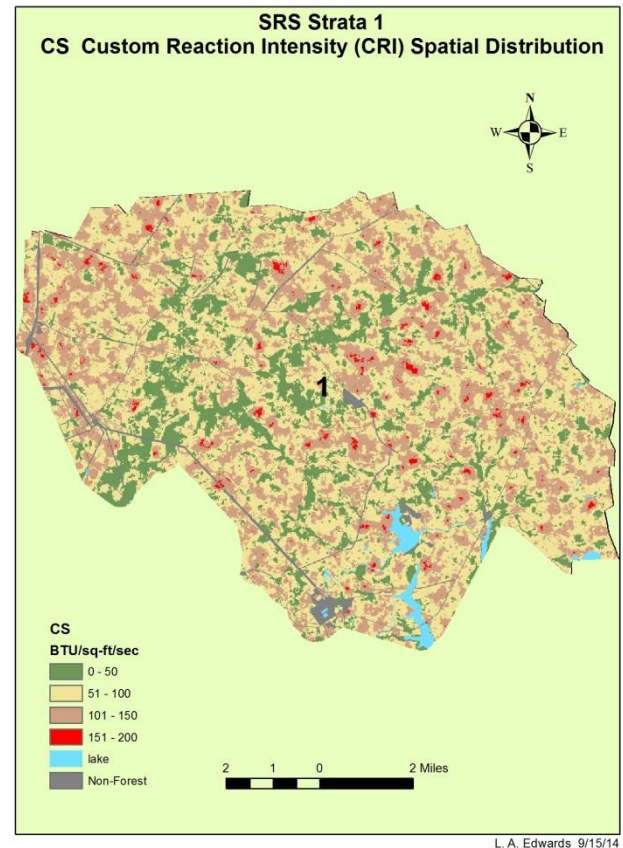 SRS Strata 1
CS Custom Reaction Intensity (CRI) Spatial Distribution
N
W E
S
1
CS
BTU/sq-ft/sec
0 - 50
51 - 100
101 - 150
151 - 200
lake
Non-Forest
2 1 0 2 Miles
L. A. Edwards 9/15/14